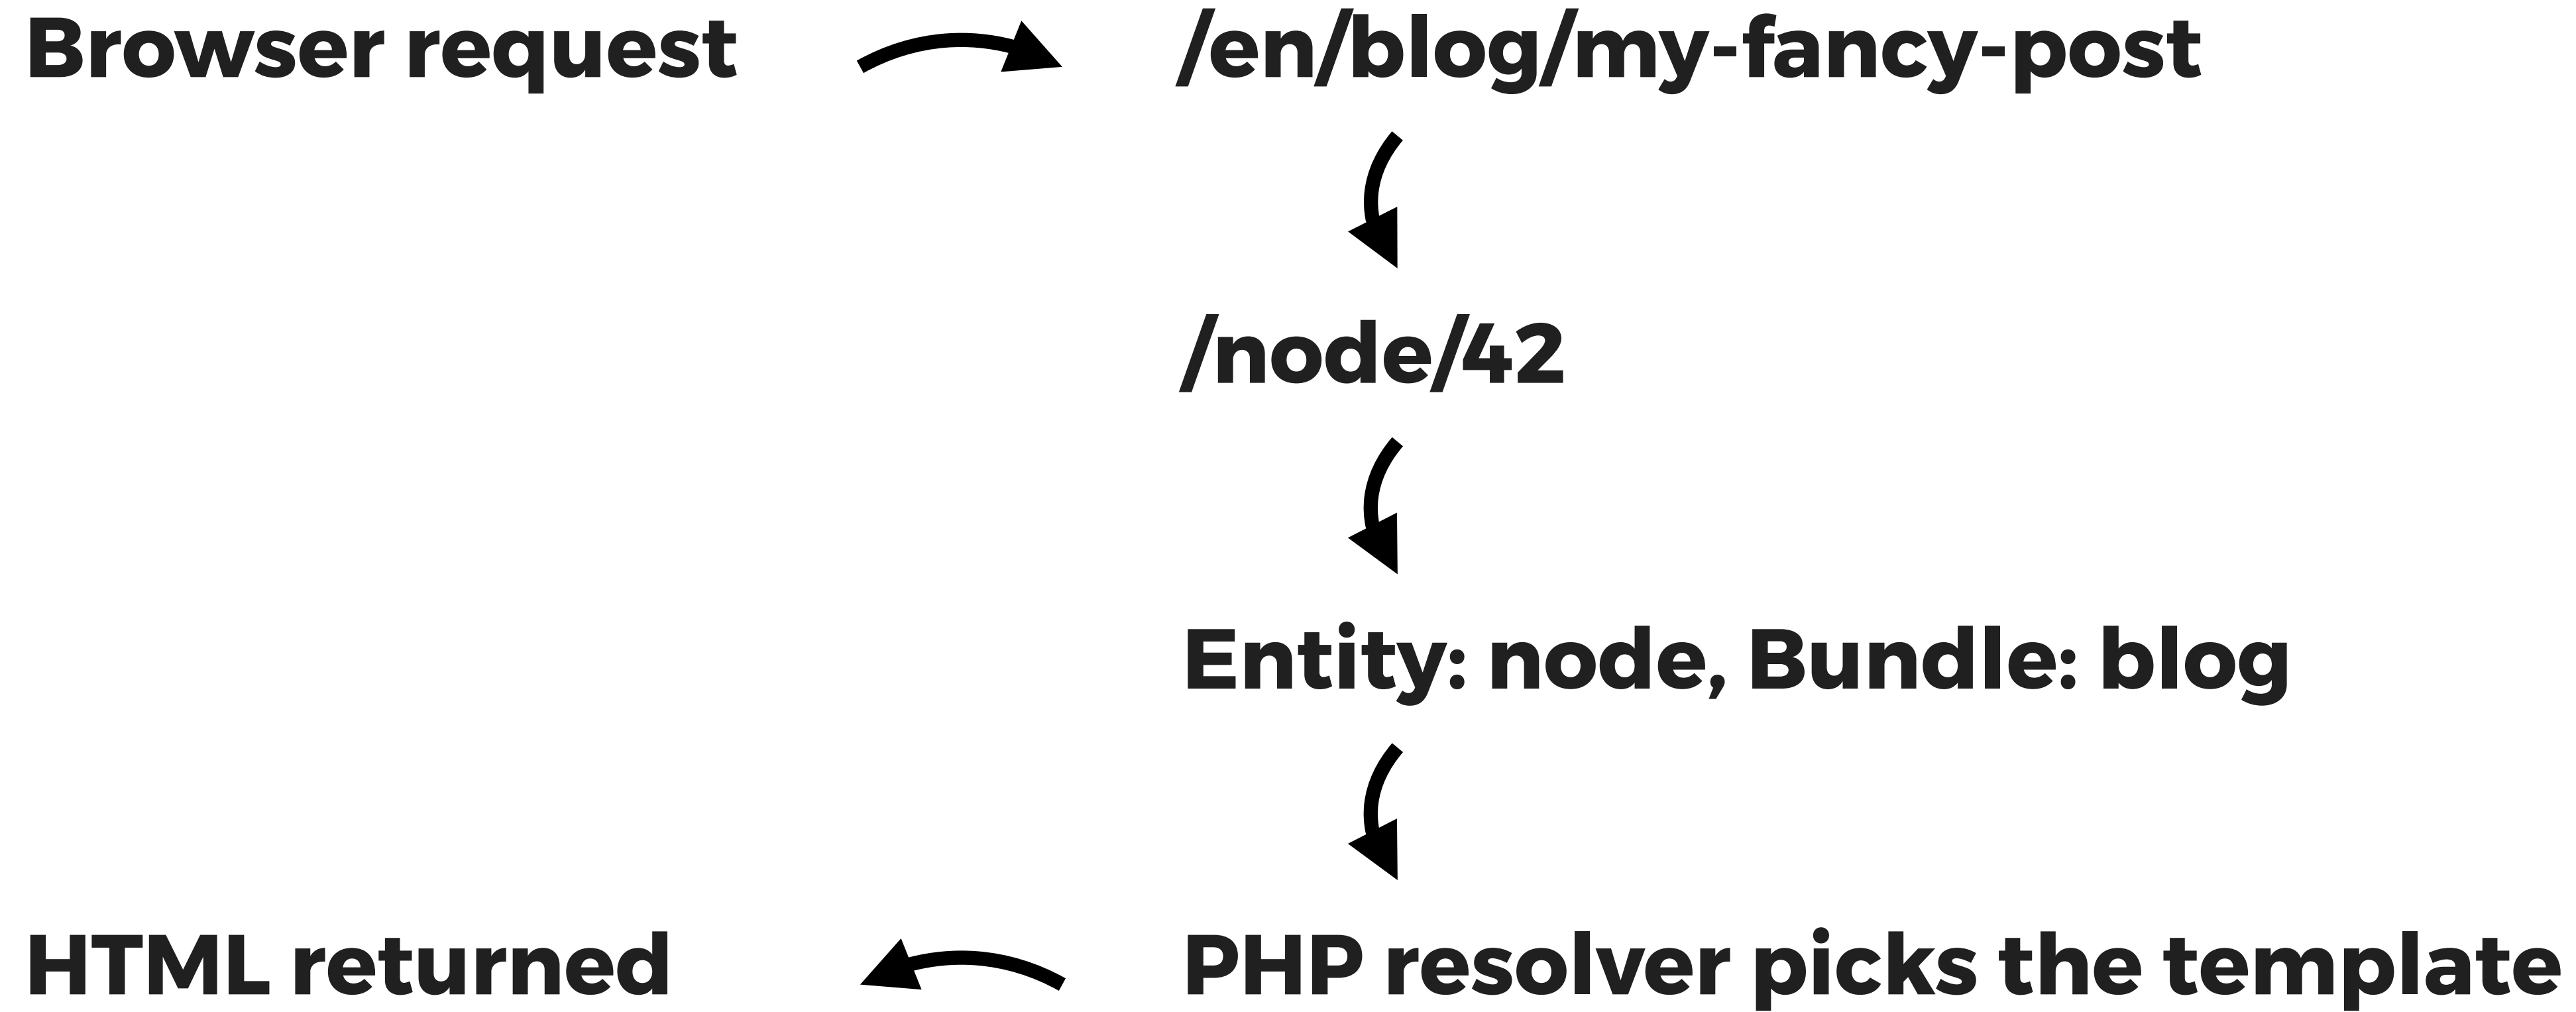 Browser request
/en/blog/my-fancy-post
/node/42
Entity: node, Bundle: blog
PHP resolver picks the template
HTML returned